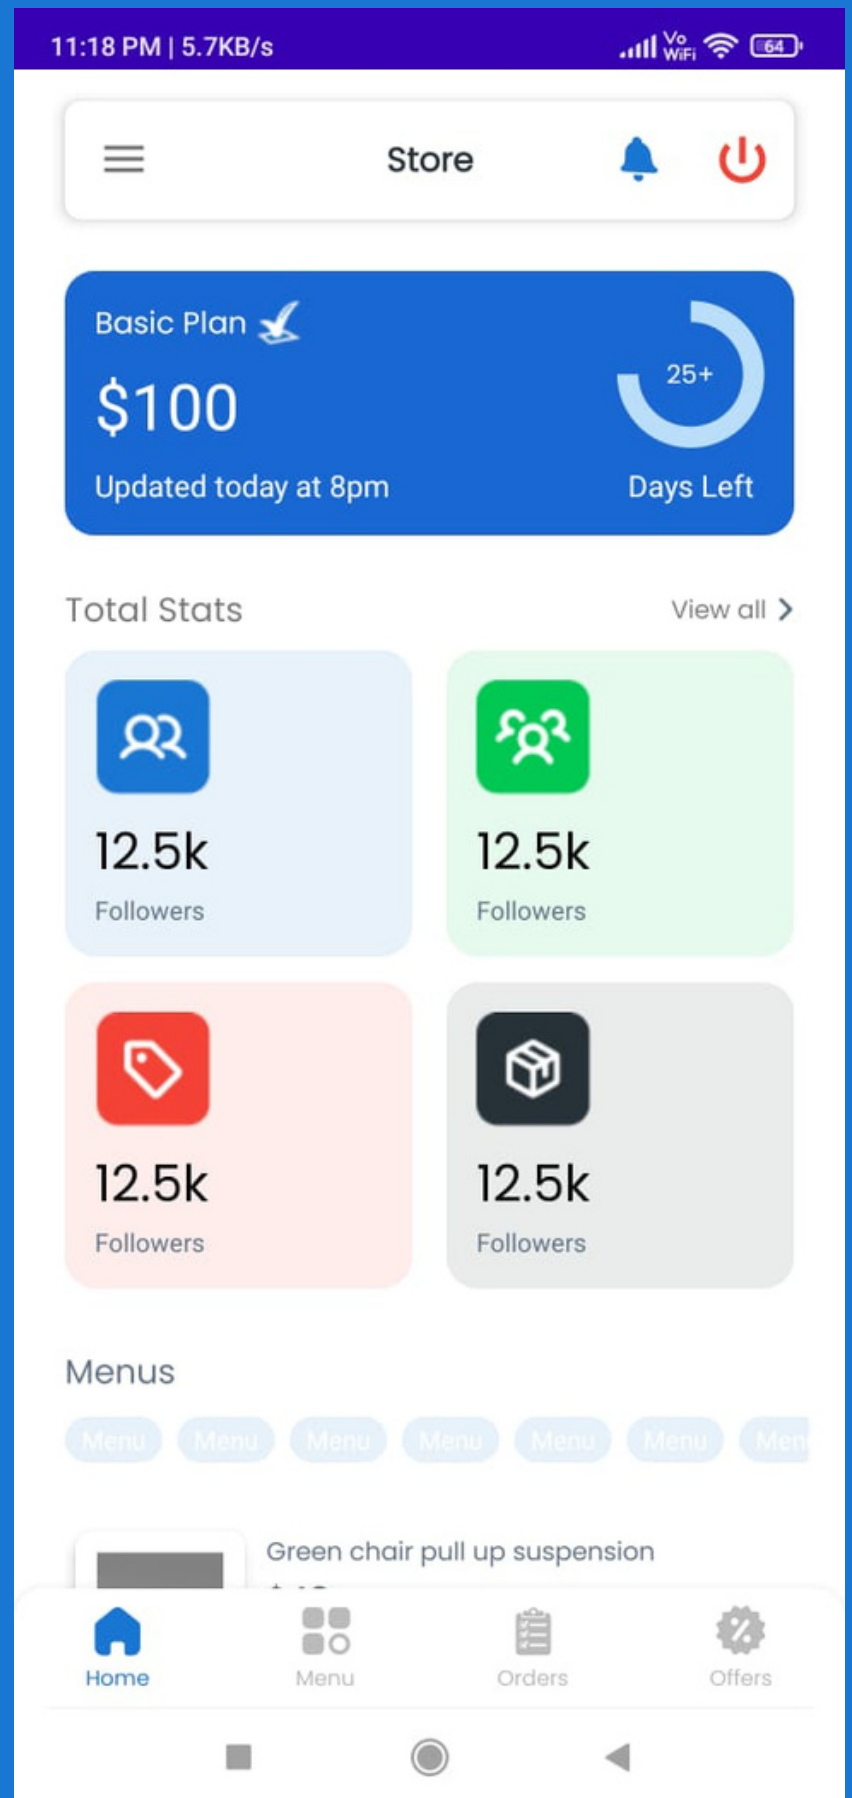 11:18 PM | 5.7KB/s Vo WiFi 64
Store
Basic Plan
$100
Updated today at 8pm
25+
Days Left
Total Stats View all
12.5k
Followers
12.5k
Followers
12.5k
Followers
12.5k
Followers
Menus
Menu Menu Menu Menu Menu Menu Men
Green chair pull up suspension
Home Menu Orders Offers